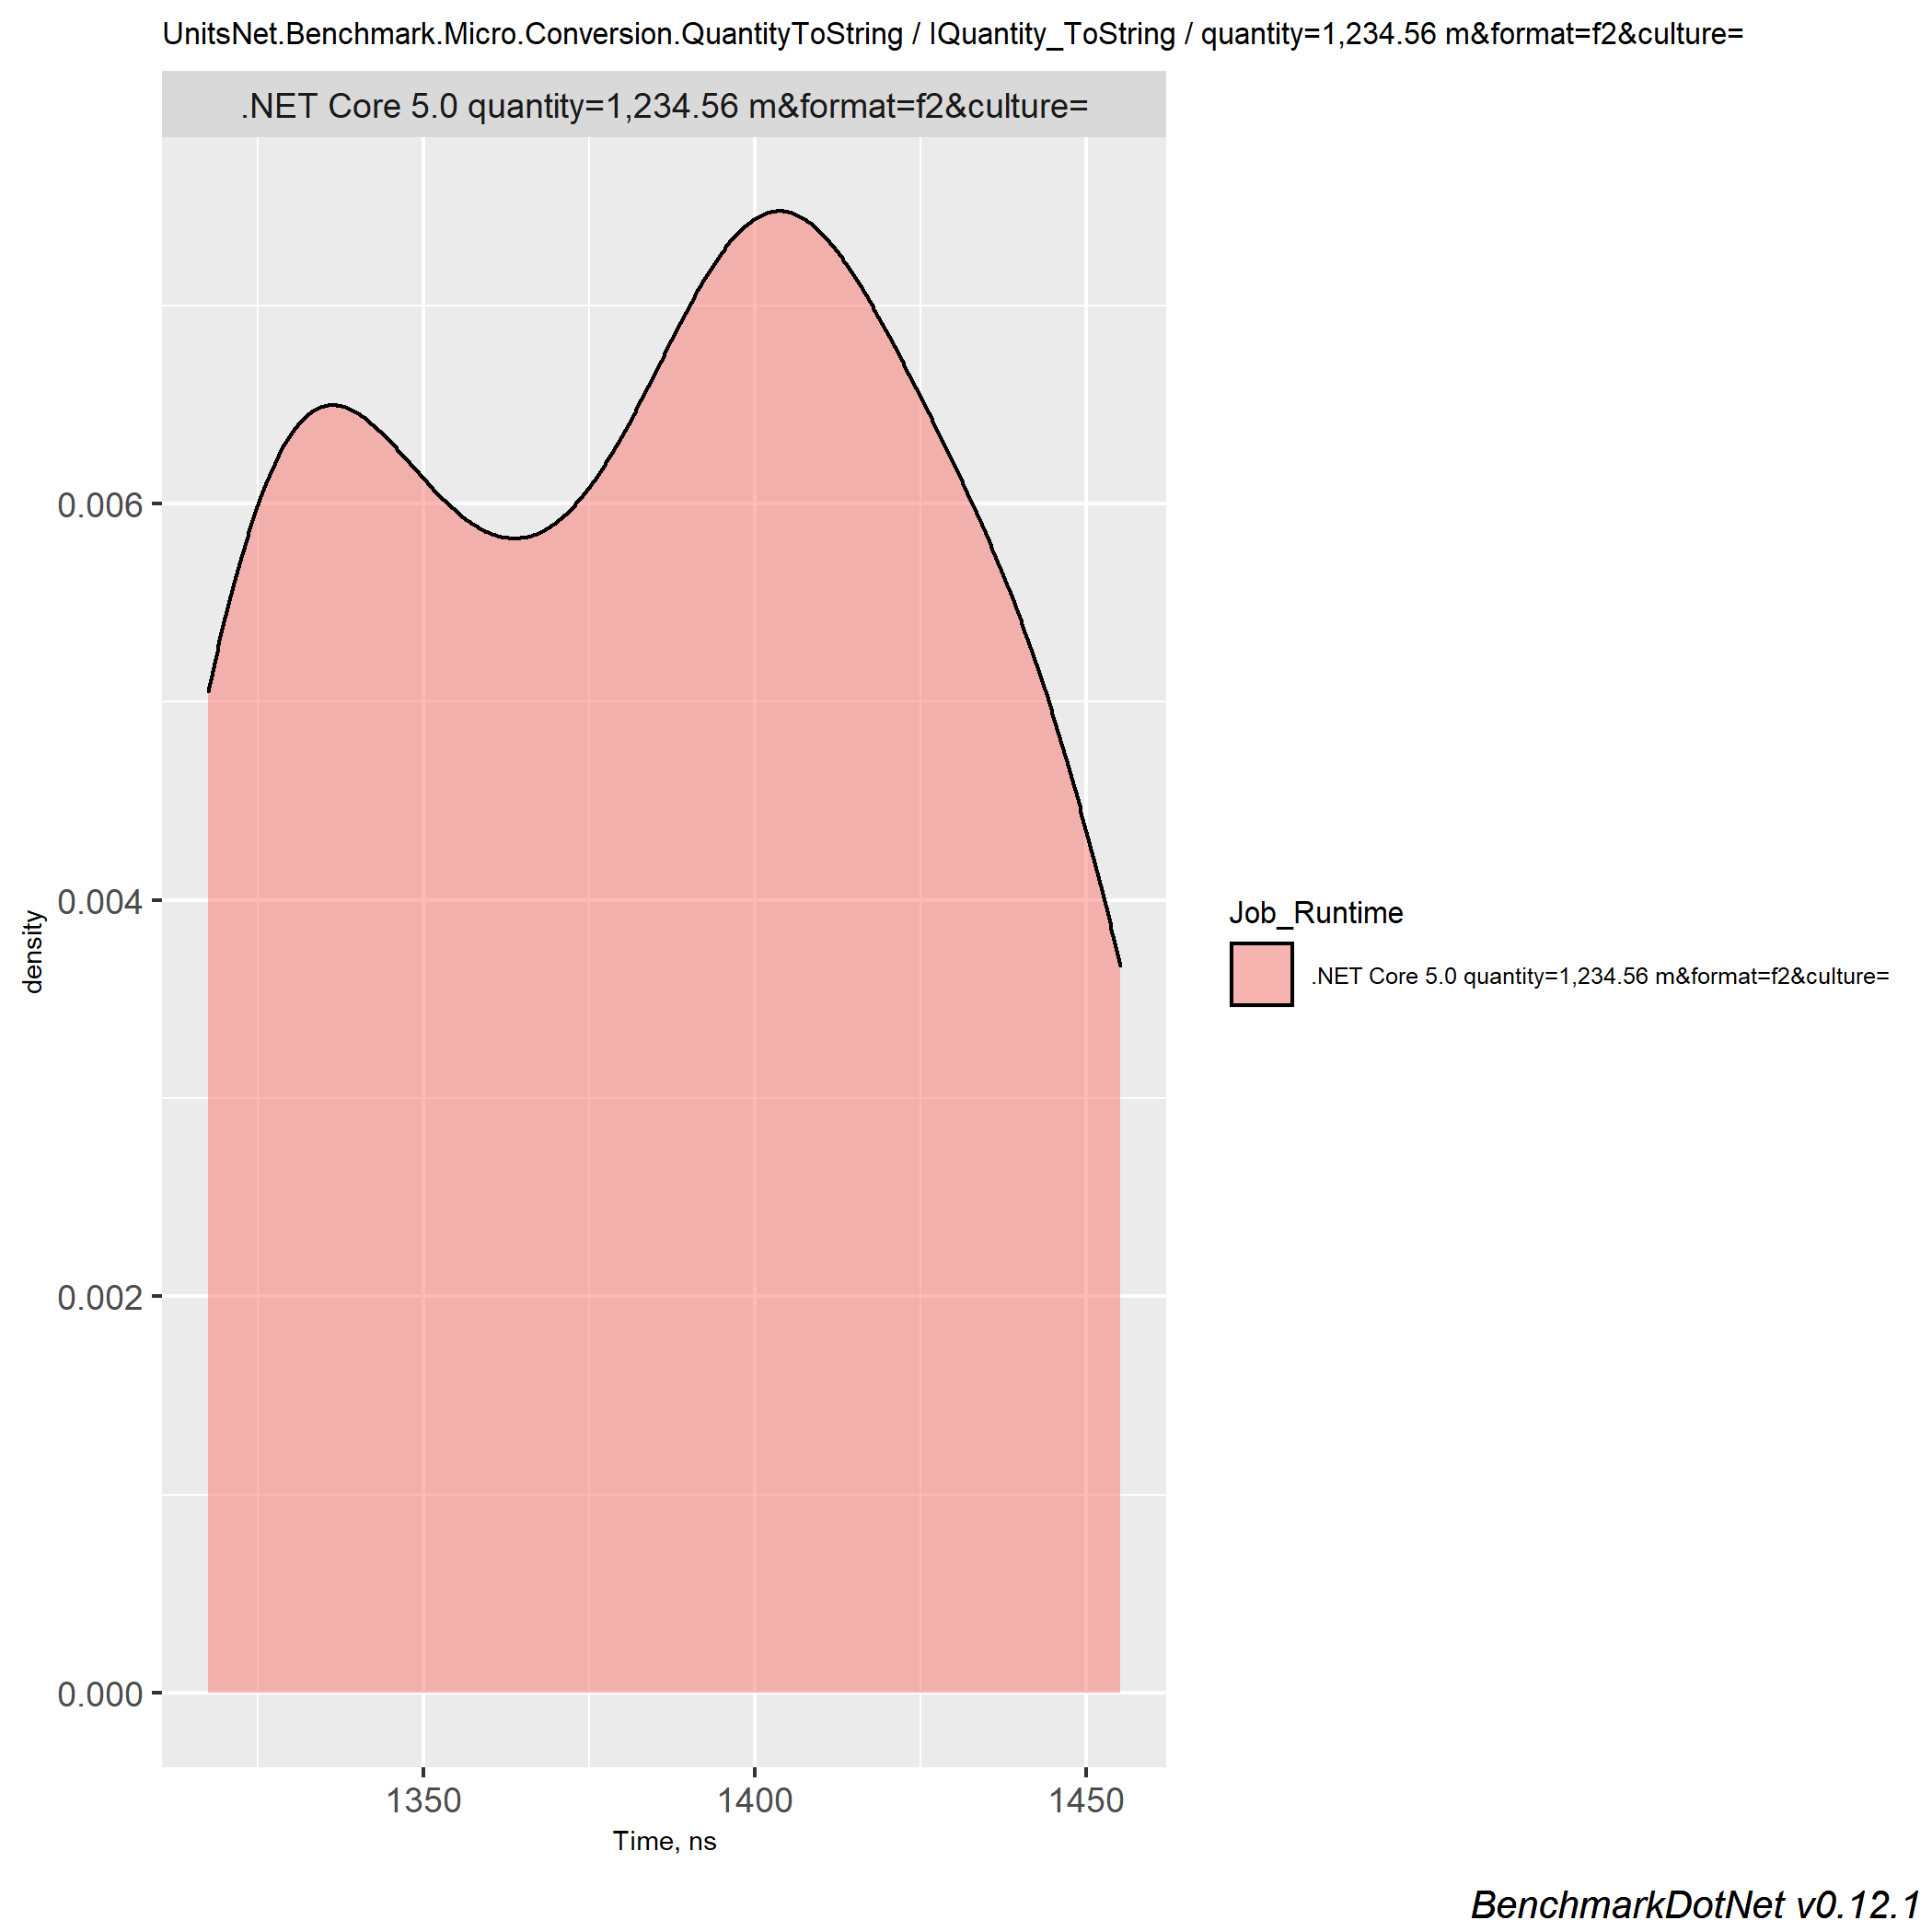 UnitsNet.Benchmark.Micro.Conversion.QuantityToString / IQuantity_ToString / quantity=1,234.56 m&format=f2&culture=
.NET Core 5.0 quantity=1,234.56 m&format=f2&culture=
0.006
0.004
0.002
0.000
density
1350 1400 1450
Time, ns
Job_Runtime
.NET Core 5.0 quantity=1,234.56 m&format=f2&culture=
BenchmarkDotNet v0.12.1